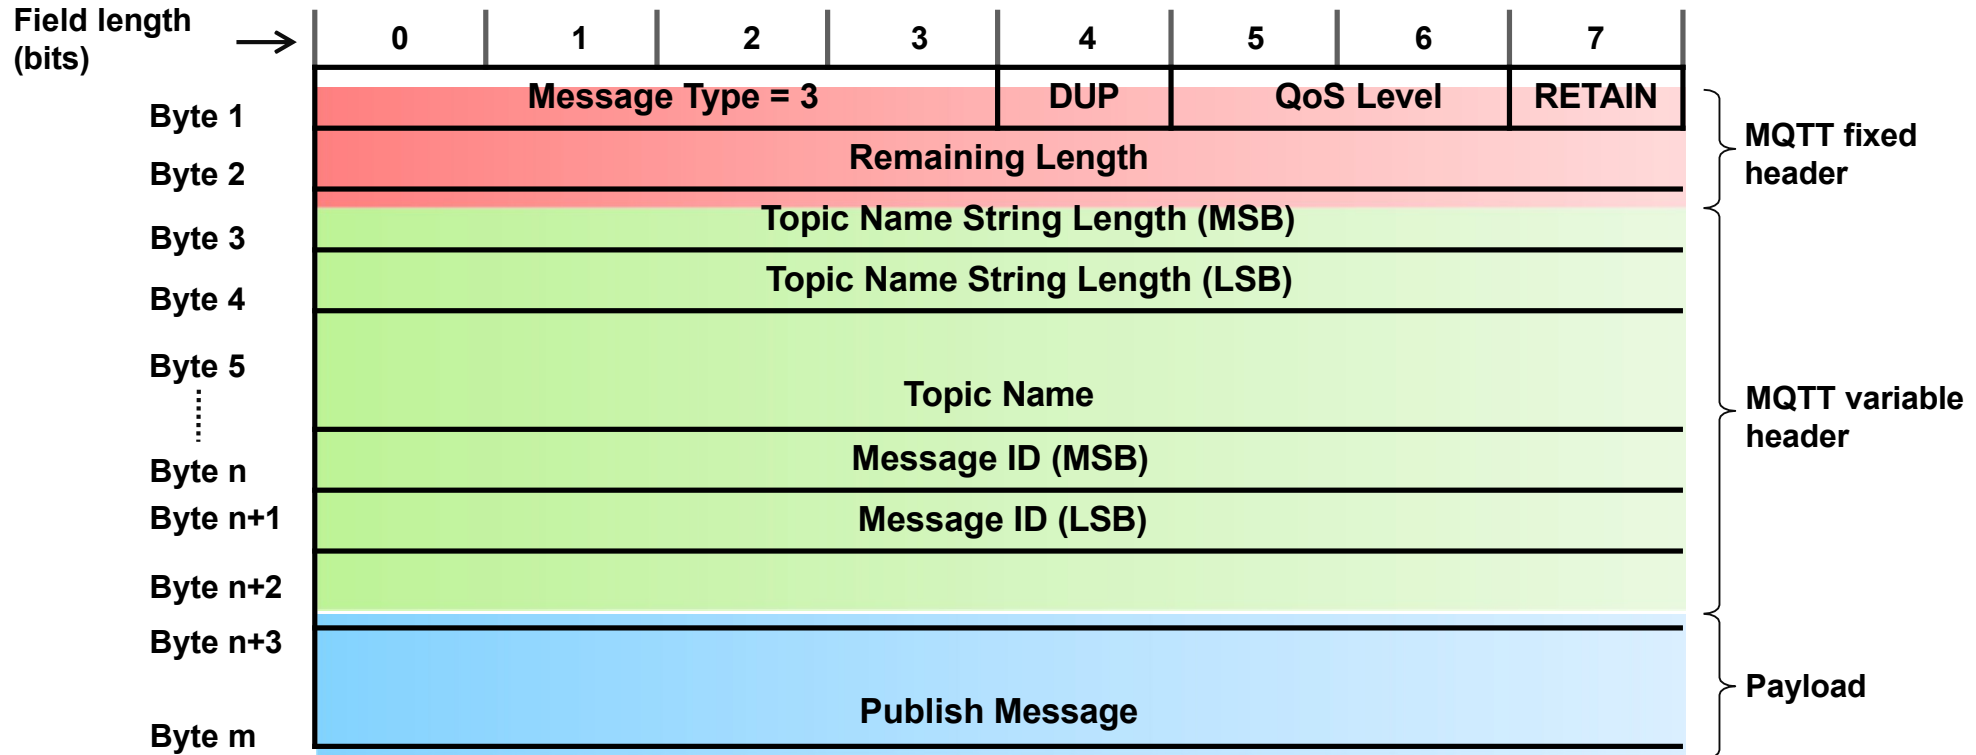 Field length
(bits)
0 1 2 3 4 5 6 7
Byte 1
Message Type = 3 DUP QoS Level RETAIN
MQTT fixed
header
Byte 2
Remaining Length
Byte 3
Topic Name String Length (MSB)
Byte 4
Topic Name String Length (LSB)
Byte 5
Topic Name
MQTT variable
header
Byte n
Message ID (MSB)
Byte n+1
Message ID (LSB)
Byte n+2
Byte n+3
Payload
Publish Message
Byte m